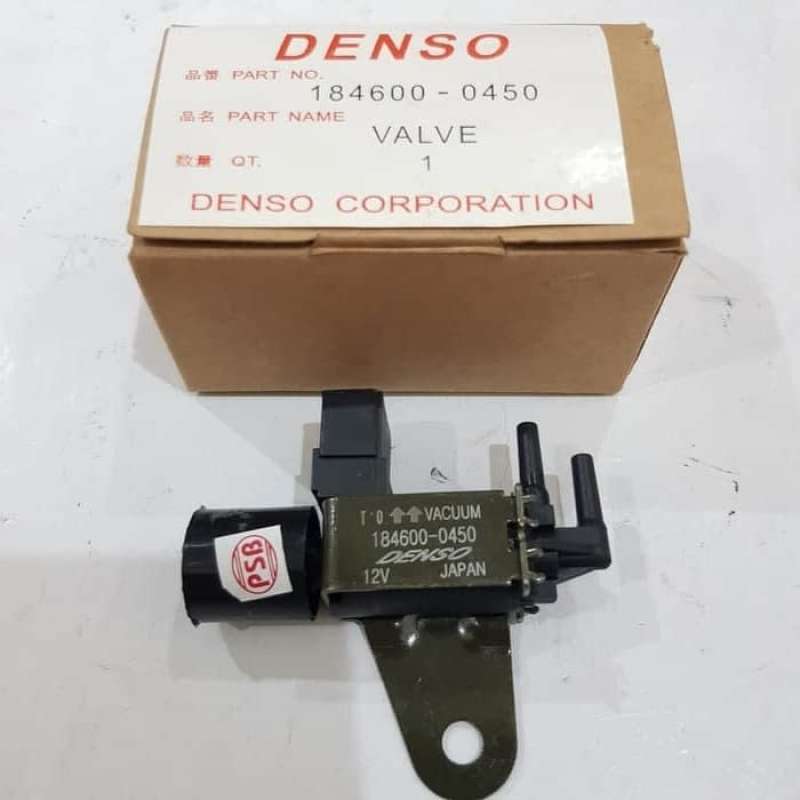 DENSO
品番 PART NO.
184600-0450
品名 PART NAME
VALVE
数量 QT.
1
DENSO CORPORATION
VACUUM
184600-0450
DENSO
12V JAPAN
PSB